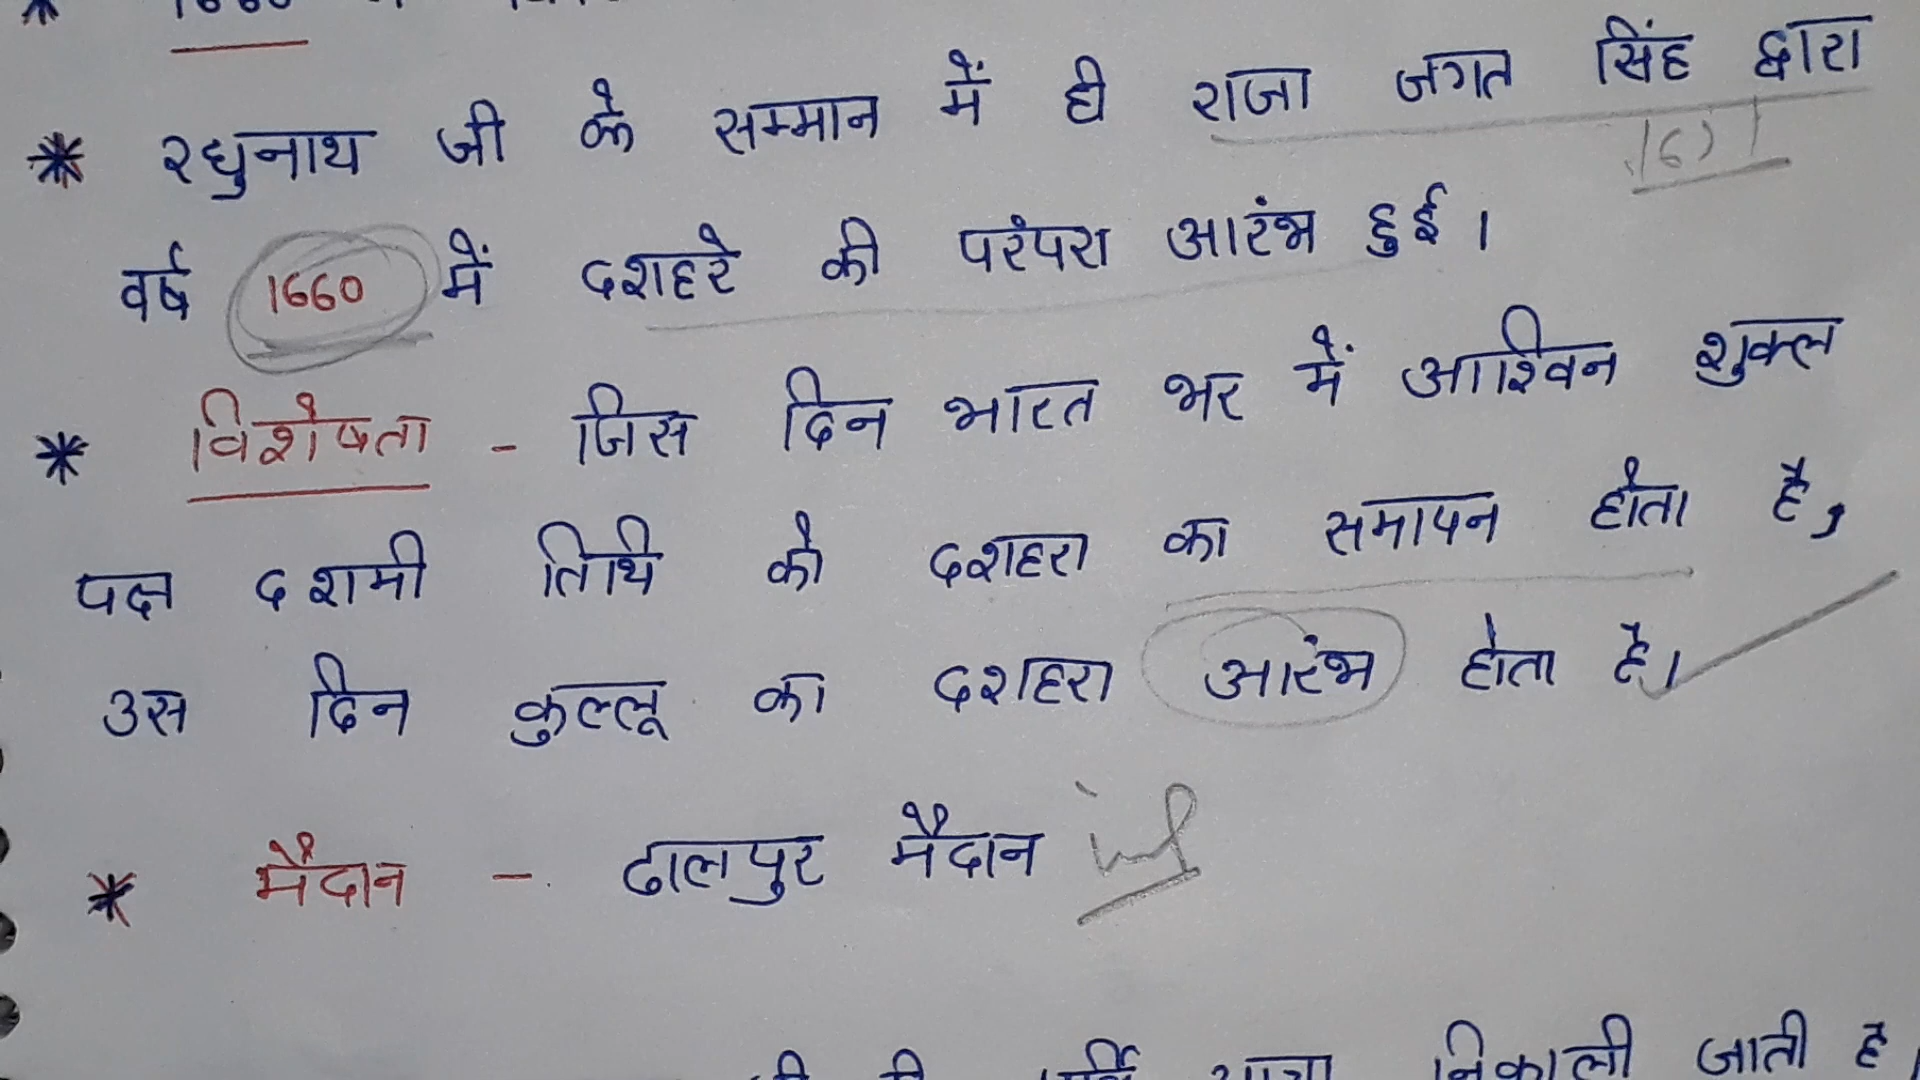 * रघुनाथ जी के सम्मान में ही राजा जगत सिंह द्वारा
वर्ष 1660 में दशहरे की परंपरा आरंभ हुई।
* विशेषता - जिस दिन भारत भर में आश्विन शुक्ल
पक्ष दशमी तिथि को दशहरा का समापन होता है,
उस दिन कुल्लू का दशहरा आरंभ होता है।
* मैदान - ढालपुर मैदान
निकाली जाती है